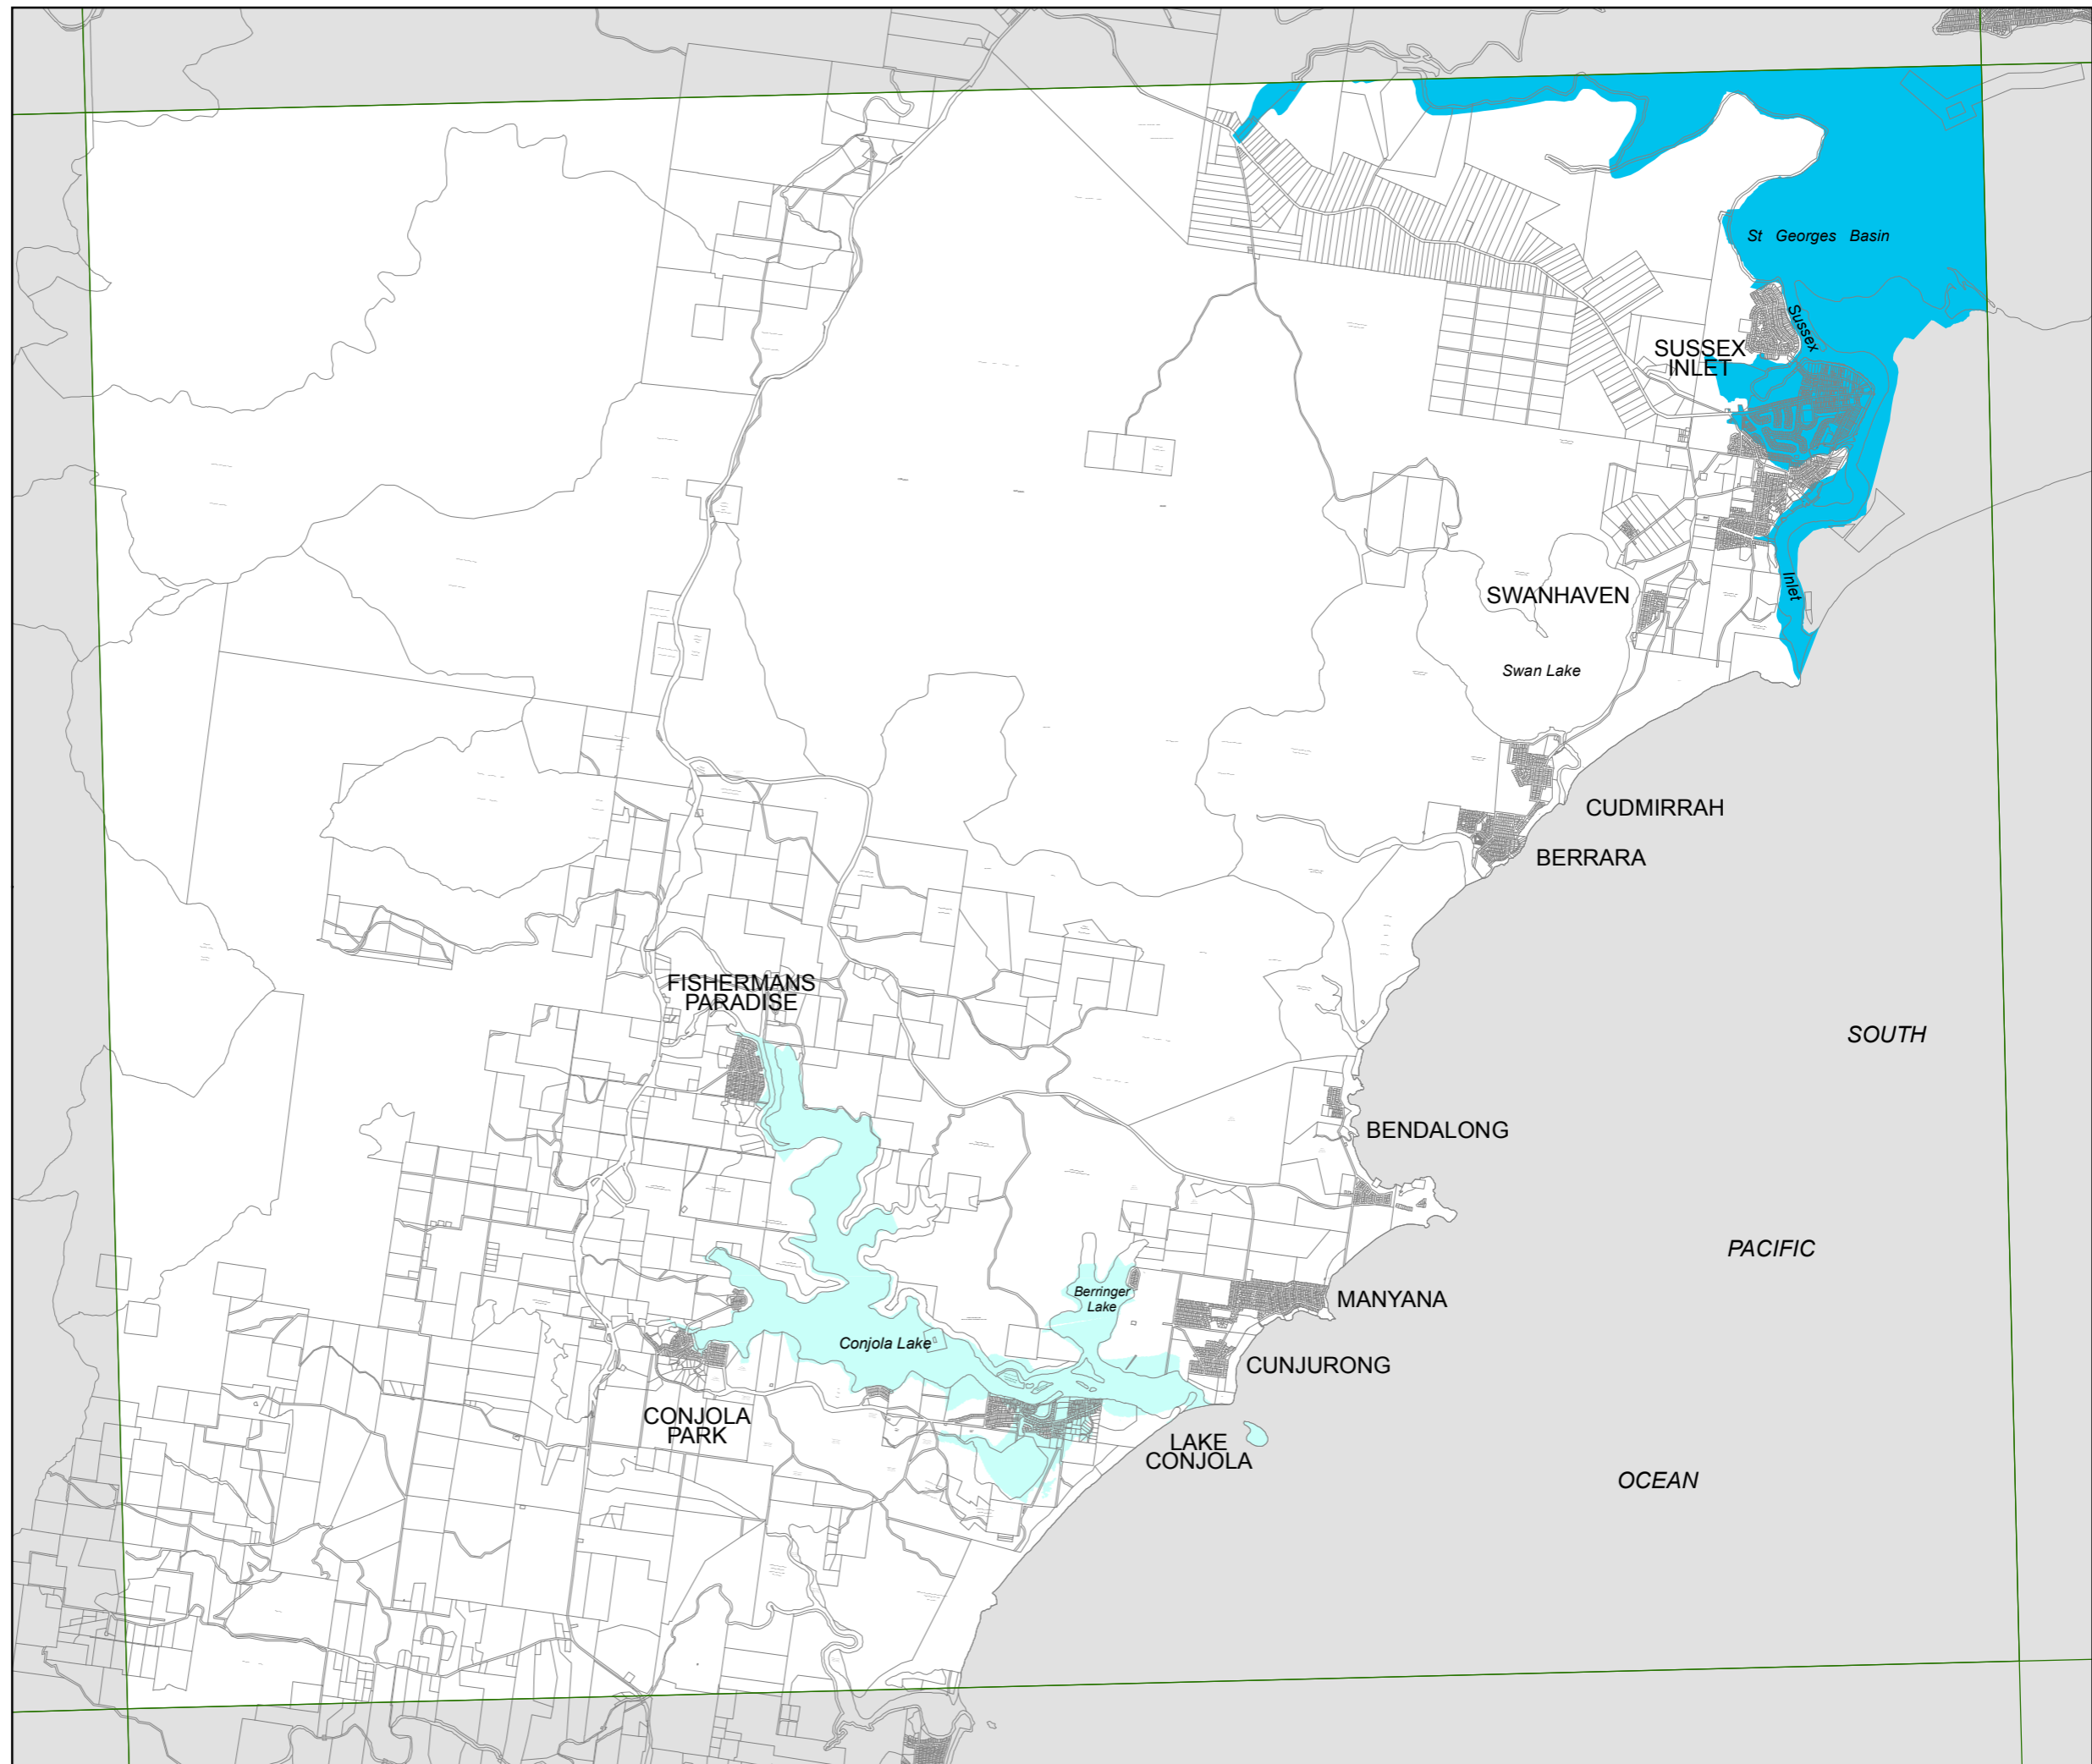 St Georges Basin
Sussex
SUSSEX
INLET
Inlet
SWANHAVEN
Swan Lake
CUDMIRRAH
BERRARA
FISHERMANS
PARADISE
SOUTH
BENDALONG
PACIFIC
Berringer
Lake
MANYANA
Conjola Lake
CUNJURONG
CONJOLA
PARK
LAKE
CONJOLA
OCEAN